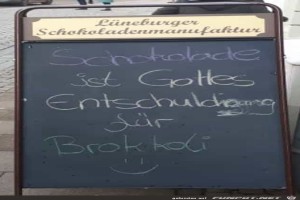 Lüneburger
Schokoladenmanufaktur
Schokolade
ist Gottes
Entschuldigung
für
Brokkoli